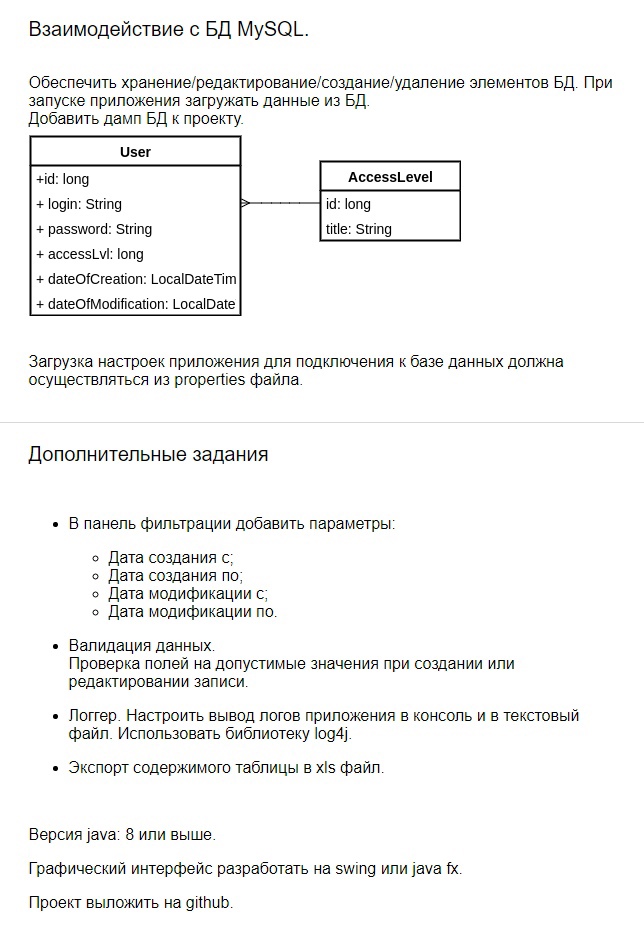 Взаимодействие с БД MySQL.
Обеспечить хранение/редактирование/создание/удаление элементов БД. При
запуске приложения загружать данные из БД.
Добавить дамп БД к проекту.
User
+id: long
+ login: String
+ password: String
+ accessLvl: long
+ dateOfCreation: LocalDateTim
+ dateOfModification: LocalDate
AccessLevel
id: long
title: String
Загрузка настроек приложения для подключения к базе данных должна
осуществляться из properties файла.
Дополнительные задания
• В панель фильтрации добавить параметры:
◦ Дата создания с;
◦ Дата создания по;
◦ Дата модификации с;
◦ Дата модификации по.
• Валидация данных.
Проверка полей на допустимые значения при создании или
редактировании записи.
• Логгер. Настроить вывод логов приложения в консоль и в текстовый
файл. Использовать библиотеку log4j.
• Экспорт содержимого таблицы в xls файл.
Версия java: 8 или выше.
Графический интерфейс разработать на swing или java fx.
Проект выложить на github.